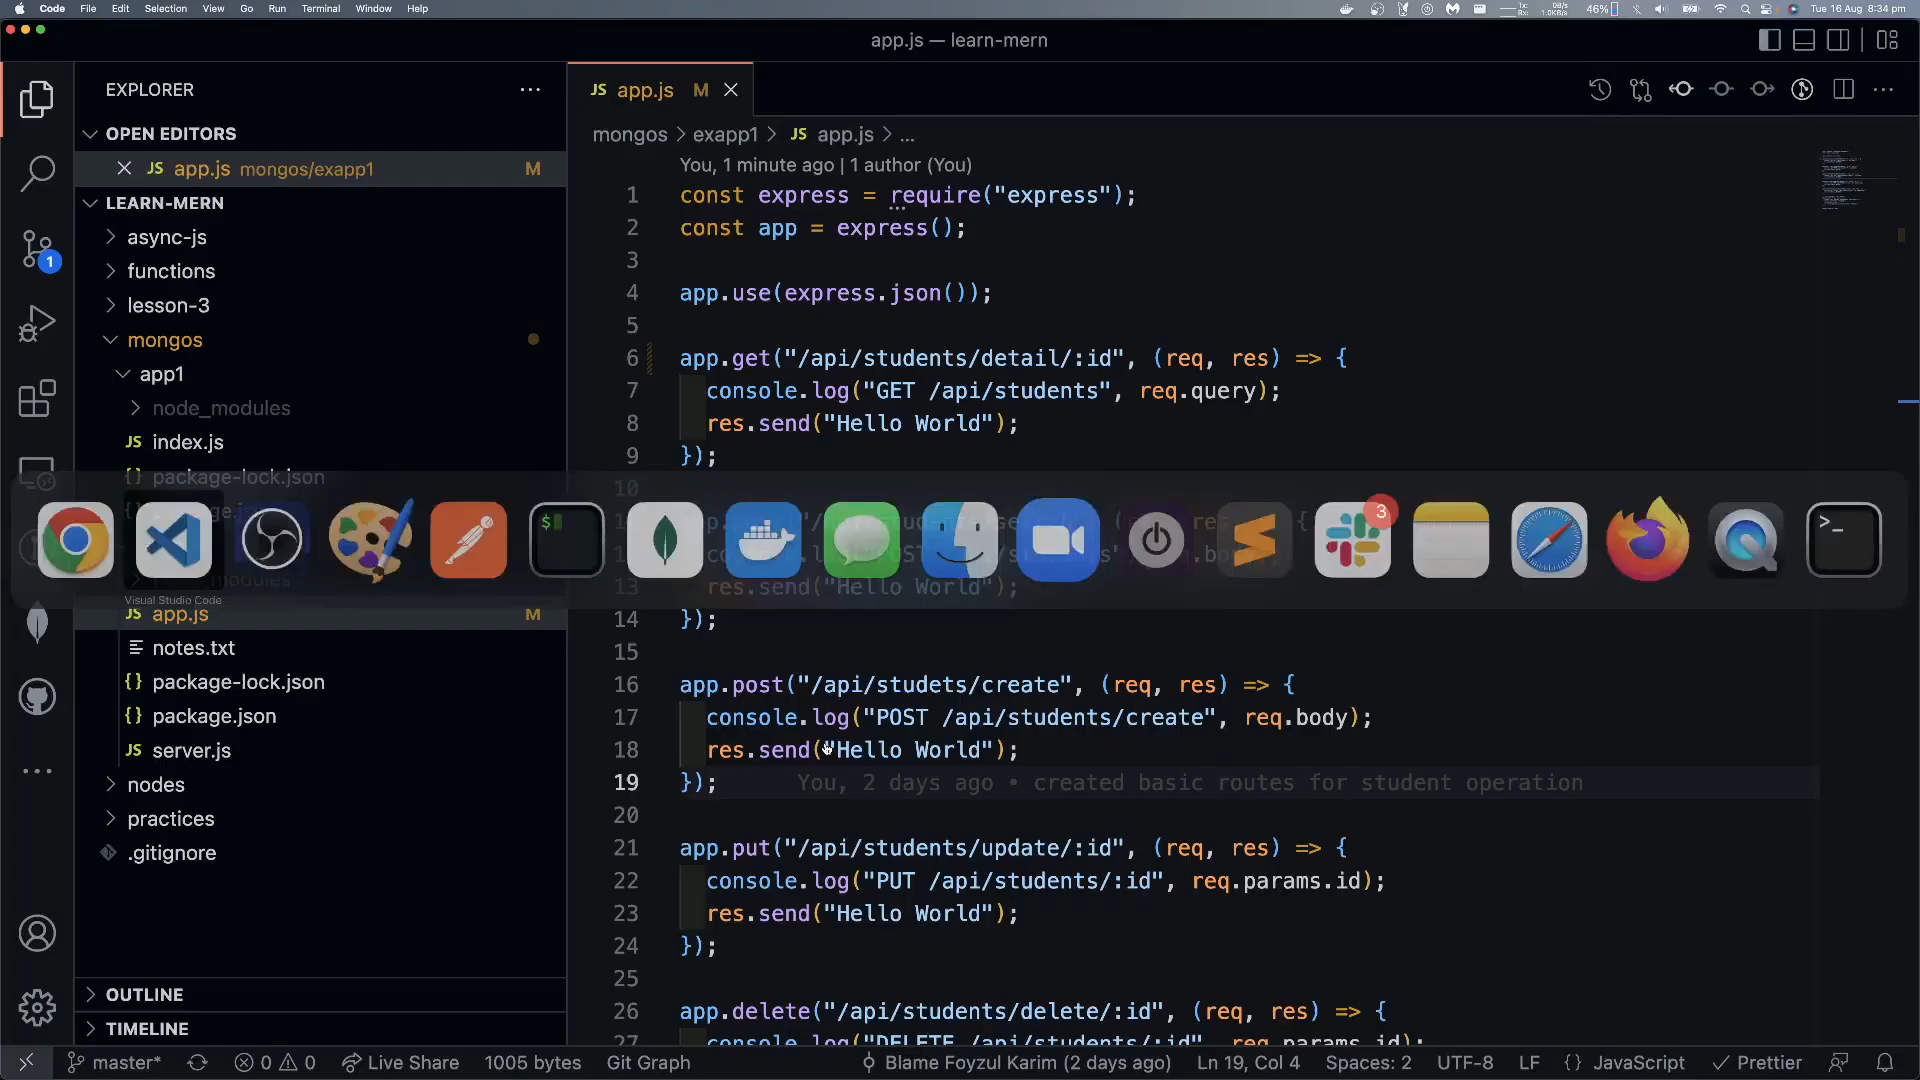 Code File Edit Selection View Go Run Terminal Window Help 46% Tue 16 Aug 8:34 pm
app.js — learn-mern
EXPLORER
OPEN EDITORS
JS app.js mongos/exapp1 M
LEARN-MERN
async-js
functions
lesson-3
mongos
app1
node_modules
JS index.js
{} package-lock.json
Visual Studio Code
JS app.js M
notes.txt
{} package-lock.json
{} package.json
JS server.js
nodes
practices
.gitignore
OUTLINE
TIMELINE
1
JS app.js M
mongos > exapp1 > JS app.js > ...
You, 1 minute ago | 1 author (You)
1 const express = require("express");
2 const app = express();
3
4 app.use(express.json());
5
6 app.get("/api/students/detail/:id", (req, res) => {
7 console.log("GET /api/students", req.query);
8 res.send("Hello World");
9 });
10
$
3
>_
13 res.send("Hello World");
14 });
15
16 app.post("/api/studets/create", (req, res) => {
17 console.log("POST /api/students/create", req.body);
18 res.send("Hello World");
19 }); You, 2 days ago • created basic routes for student operation
20
21 app.put("/api/students/update/:id", (req, res) => {
22 console.log("PUT /api/students/:id", req.params.id);
23 res.send("Hello World");
24 });
25
26 app.delete("/api/students/delete/:id", (req, res) => {
27 console.log("DELETE /api/students/:id", req.params.id);
master* 0 0 Live Share 1005 bytes Git Graph Blame Foyzul Karim (2 days ago) Ln 19, Col 4 Spaces: 2 UTF-8 LF {} JavaScript Prettier